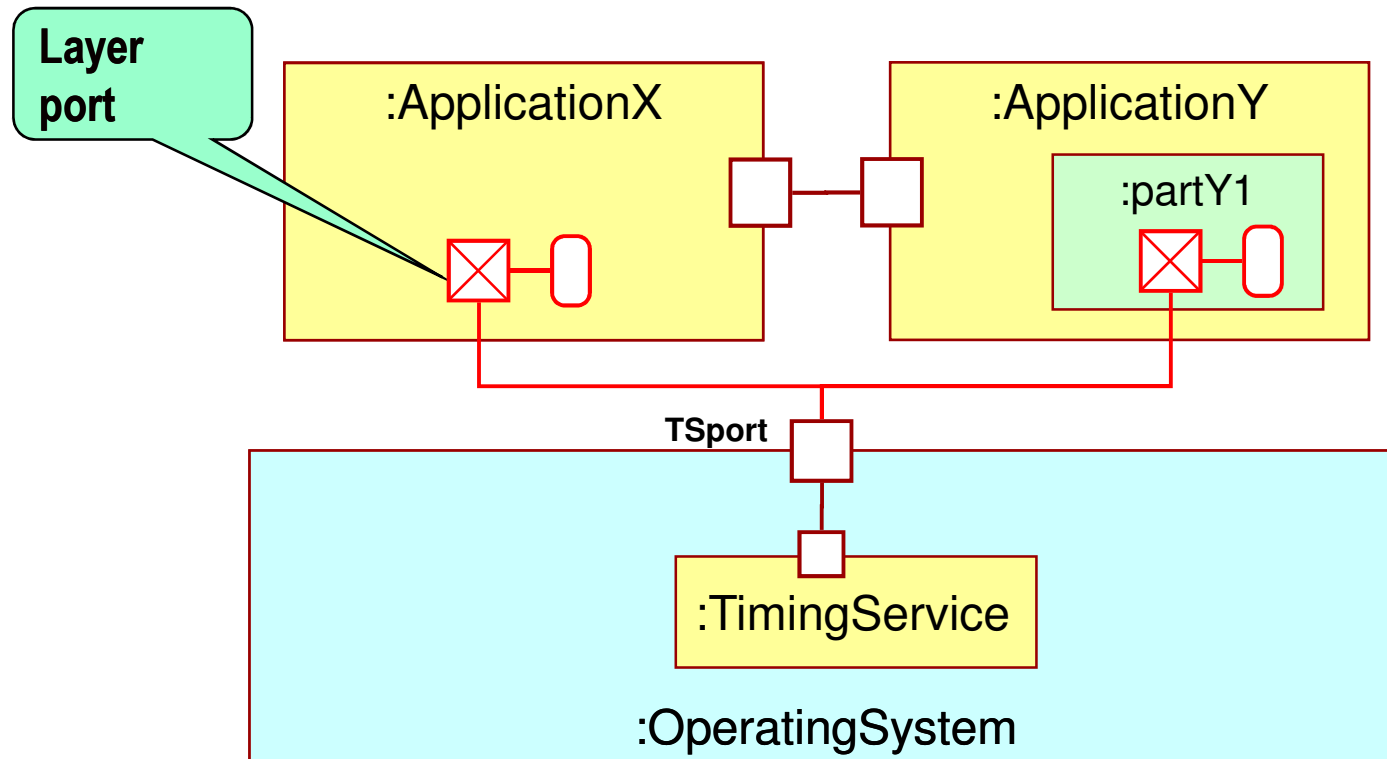 Layer
port
:ApplicationX
:ApplicationY
:partY1
TSport
:TimingService
:OperatingSystem